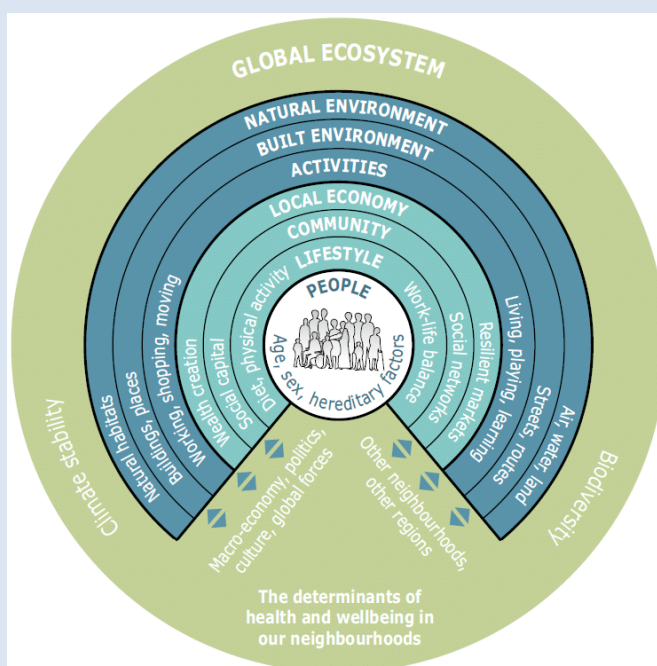 GLOBAL ECOSYSTEM
NATURAL ENVIRONMENT
BUILT ENVIRONMENT
ACTIVITIES
LOCAL ECONOMY
COMMUNITY
LIFESTYLE
PEOPLE
Age, sex, hereditary factors
Diet, physical activity
Work-life balance
Social capital
Social networks
Wealth creation
Resilient markets
Working, shopping, moving
Living, playing, learning
Buildings, places
Streets, routes
Natural habitats
Air, water, land
Climate stability
Biodiversity
Macro-economy, politics,
culture, global forces
Other neighbourhoods,
other regions
The determinants of
health and wellbeing in
our neighbourhoods